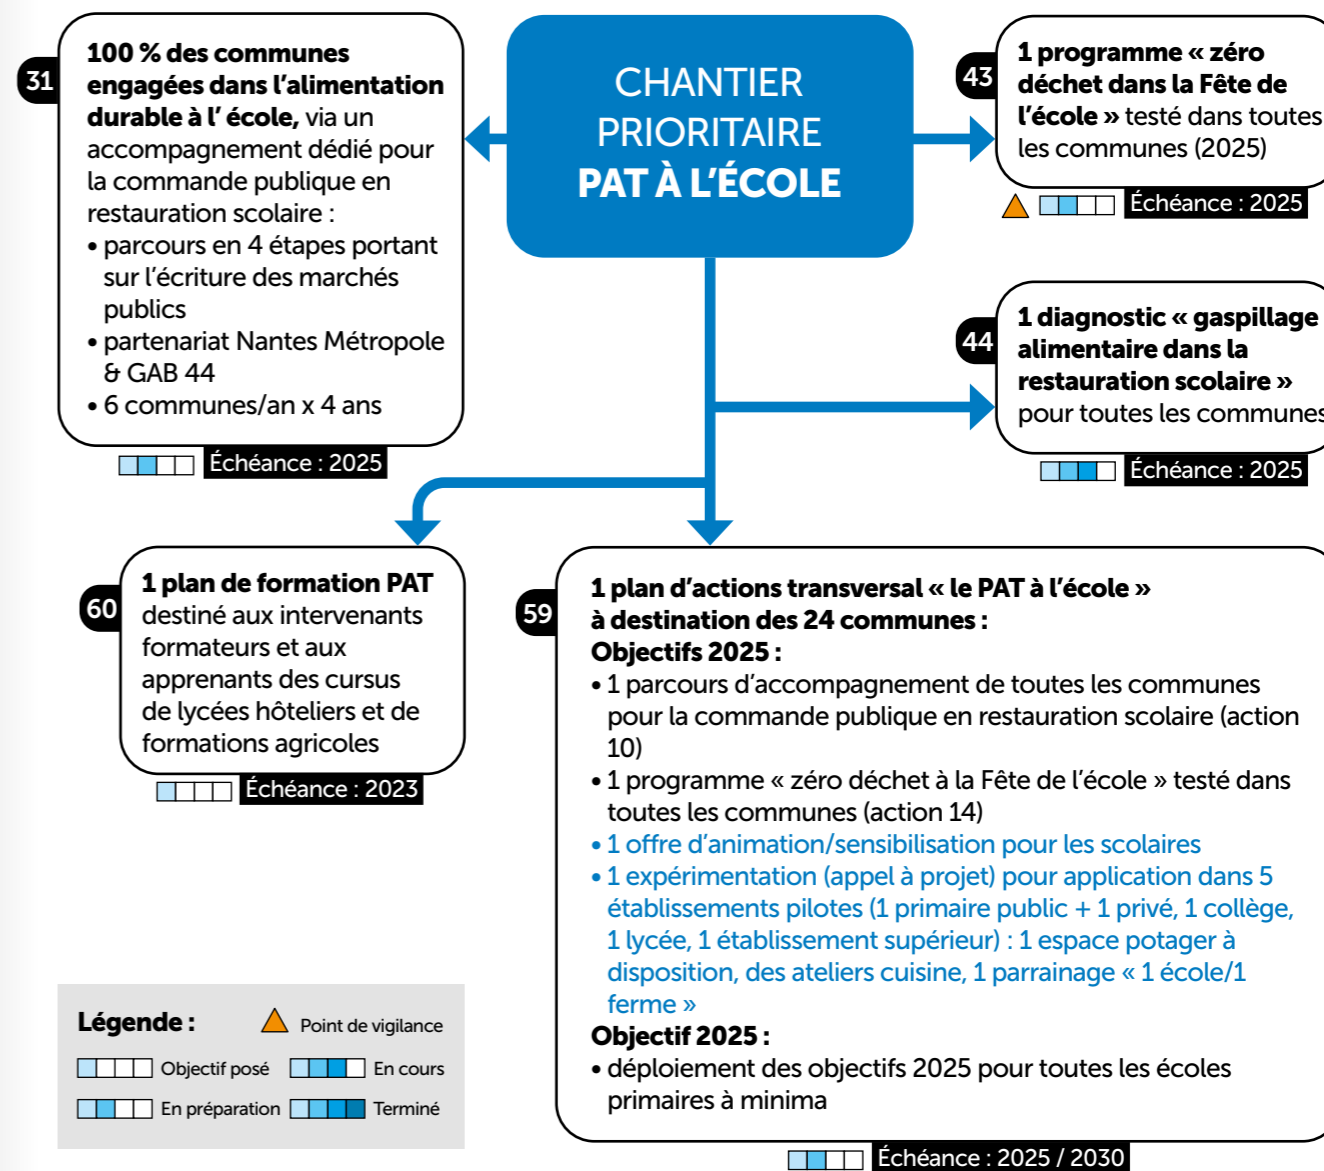 CHANTIER
PRIORITAIRE
PAT À L’ÉCOLE
31
100 % des communes
engagées dans l’alimentation
durable à l’ école, via un
accompagnement dédié pour
la commande publique en
restauration scolaire :
• parcours en 4 étapes portant
sur l’écriture des marchés
publics
• partenariat Nantes Métropole
& GAB 44
• 6 communes/an x 4 ans
Échéance : 2025
43
1 programme « zéro
déchet dans la Fête de
l’école » testé dans toutes
les communes (2025)
Échéance : 2025
44
1 diagnostic « gaspillage
alimentaire dans la
restauration scolaire »
pour toutes les communes
Échéance : 2025
60
1 plan de formation PAT
destiné aux intervenants
formateurs et aux
apprenants des cursus
de lycées hôteliers et de
formations agricoles
Échéance : 2023
59
1 plan d’actions transversal « le PAT à l’école »
à destination des 24 communes :
Objectifs 2025 :
• 1 parcours d’accompagnement de toutes les communes
pour la commande publique en restauration scolaire (action
10)
• 1 programme « zéro déchet à la Fête de l’école » testé dans
toutes les communes (action 14)
• 1 offre d’animation/sensibilisation pour les scolaires
• 1 expérimentation (appel à projet) pour application dans 5
établissements pilotes (1 primaire public + 1 privé, 1 collège,
1 lycée, 1 établissement supérieur) : 1 espace potager à
disposition, des ateliers cuisine, 1 parrainage « 1 école/1
ferme »
Objectif 2025 :
• déploiement des objectifs 2025 pour toutes les écoles
primaires à minima
Échéance : 2025 / 2030
Légende :
Point de vigilance
Objectif posé
En cours
En préparation
Terminé